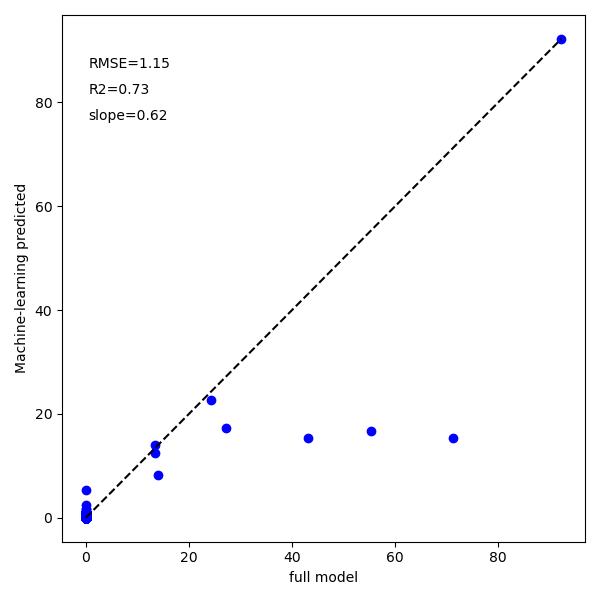 RMSE=1.15
R2=0.73
slope=0.62
80
60
40
20
0
Machine-learning predicted
0 20 40 60 80
full model